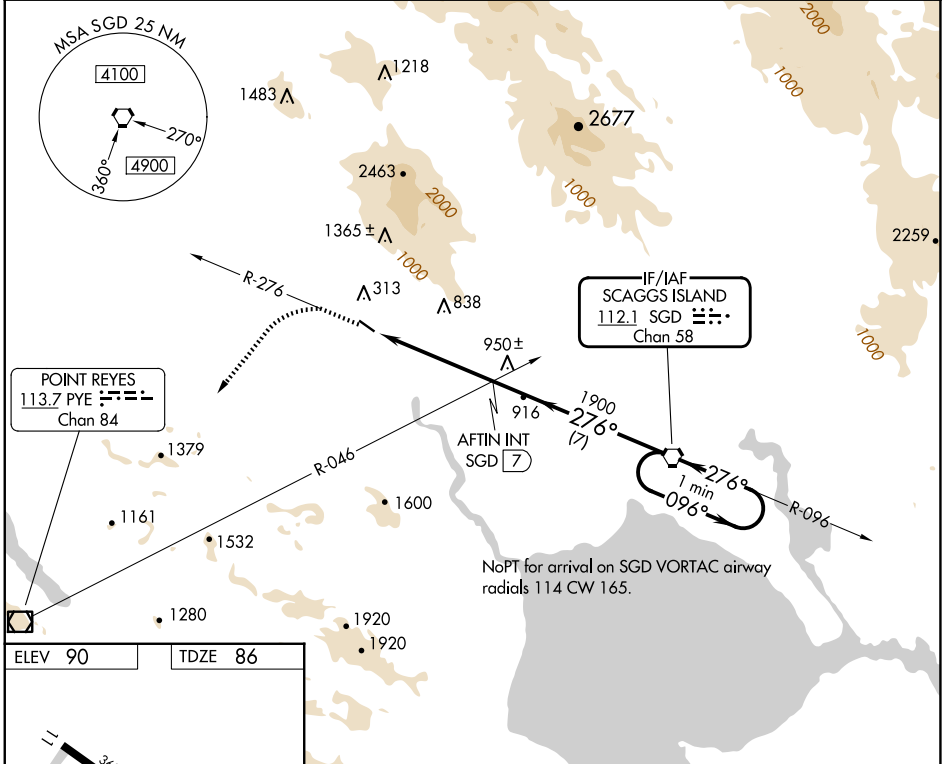 MSA SGD 25 NM
4100
270°
360°
4900
1218
1483
2677
2000
1000
1000
2463
2000
1365 ±
1000
2259
1000
313
838
R-276
950 ±
916
IF/IAF
SCAGGS ISLAND
112.1 SGD
Chan 58
POINT REYES
113.7 PYE
Chan 84
R-046
AFTIN INT
SGD 7
1900
276°
(7)
276°
1 min
096°
R-096
1379
1161
1532
1600
1280
1920
1920
NoPT for arrival on SGD VORTAC airway
radials 114 CW 165.
ELEV 90
TDZE 86
11